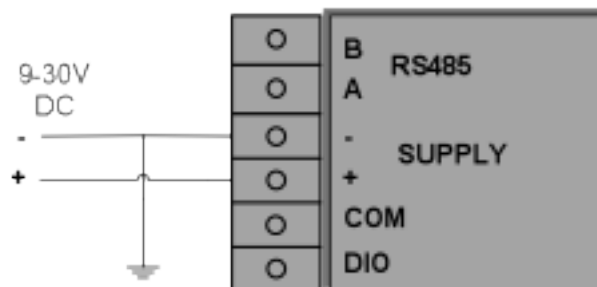 9-30V
DC
-
+
B
A
RS485
-
+
SUPPLY
COM
DIO